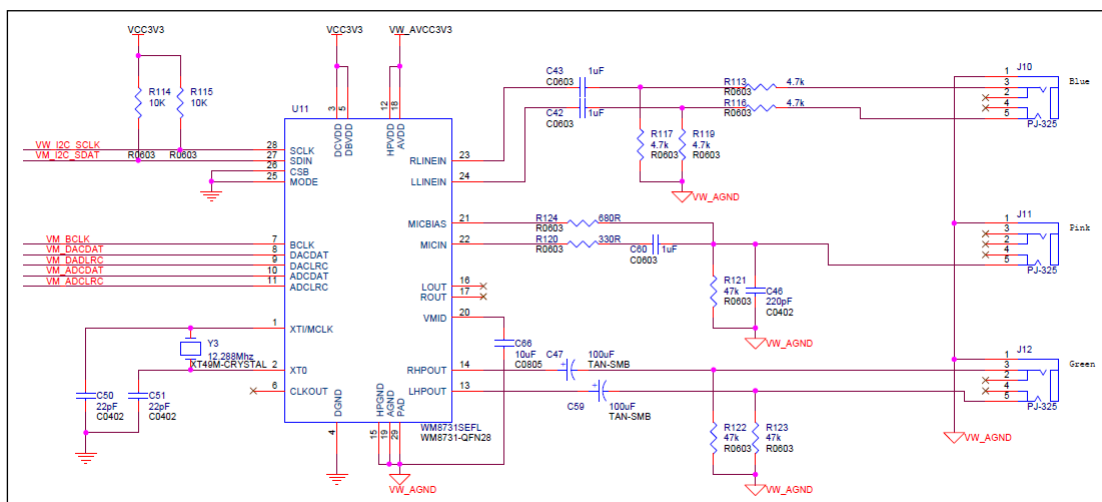 VCC3V3
VCC3V3
VW_AVCC3V3
R114
10K
R115
10K
R0603
R0603
VW_I2C_SCLK
VM_I2C_SDAT
VM_BCLK
VM_DACDAT
VM_DADLRC
VM_ADCDAT
VM_ADCLRC
U11
3
5
12
18
DCVDD
DBVDD
HPVDD
AVDD
28
SCLK
27
SDIN
26
CSB
25
MODE
7
BCLK
8
DACDAT
9
DACLRC
10
ADCDAT
11
ADCLRC
1
XTI/MCLK
2
XT0
6
CLKOUT
RLINEIN
23
LLINEIN
24
MICBIAS
21
MICIN
22
LOUT
16
ROUT
17
VMID
20
RHPOUT
14
LHPOUT
13
DGND
HPGND
AGND
PAD
4
15
19
29
WM8731SEFL
WM8731-QFN28
VW_AGND
Y3
12.288Mhz
XT49M-CRYSTAL
C50
22pF
C0402
C51
22pF
C0402
C43
1uF
C0603
C42
1uF
C0603
R113
4.7k
R0603
R116
4.7k
R0603
R117
4.7k
R0603
R119
4.7k
R0603
VW_AGND
R124
680R
R0603
R120
330R
R0603
C60
1uF
C0603
R121
47k
R0603
C46
220pF
C0402
VW_AGND
C66
10uF
C0805
C47
100uF
TAN-SMB
C59
100uF
TAN-SMB
R122
47k
R0603
R123
47k
R0603
VW_AGND
J10
Blue
1
3
2
4
5
PJ-325
J11
Pink
1
3
2
4
5
PJ-325
J12
Green
1
3
2
4
5
PJ-325
VW_AGND